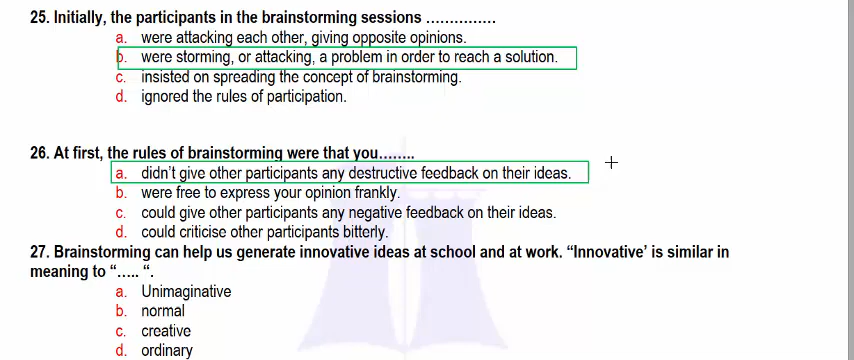 25. Initially, the participants in the brainstorming sessions ...............
a. were attacking each other, giving opposite opinions.
b. were storming, or attacking, a problem in order to reach a solution.
c. insisted on spreading the concept of brainstorming.
d. ignored the rules of participation.
26. At first, the rules of brainstorming were that you........
a. didn't give other participants any destructive feedback on their ideas.
b. were free to express your opinion frankly.
c. could give other participants any negative feedback on their ideas.
d. could criticise other participants bitterly.
27. Brainstorming can help us generate innovative ideas at school and at work. “Innovative’ is similar in
meaning to “..... “.
a. Unimaginative
b. normal
c. creative
d. ordinary